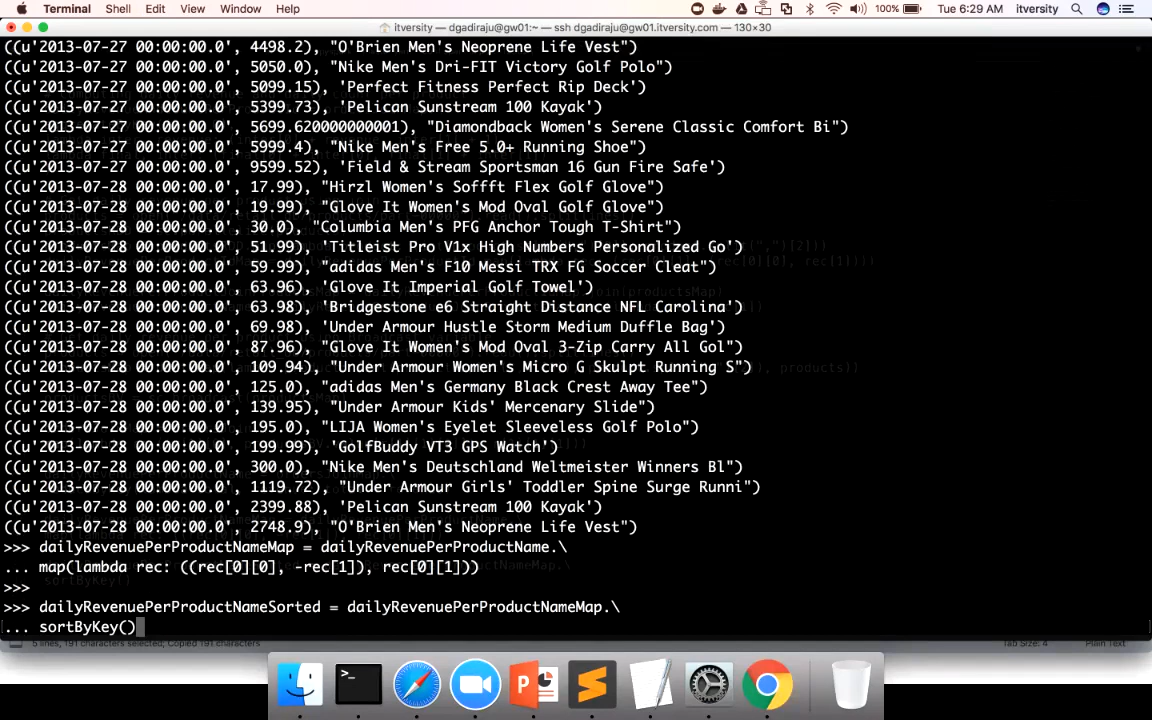 Terminal Shell Edit View Window Help 100% Tue 6:29 AM itversity
itversity — dgadiraju@gw01:~ — ssh dgadiraju@gw01.itversity.com — 130×30
((u'2013-07-27 00:00:00.0', 4498.2), "O'Brien Men's Neoprene Life Vest")
((u'2013-07-27 00:00:00.0', 5050.0), "Nike Men's Dri-FIT Victory Golf Polo")
((u'2013-07-27 00:00:00.0', 5099.15), 'Perfect Fitness Perfect Rip Deck')
((u'2013-07-27 00:00:00.0', 5399.73), 'Pelican Sunstream 100 Kayak')
((u'2013-07-27 00:00:00.0', 5699.620000000001), "Diamondback Women's Serene Classic Comfort Bi")
((u'2013-07-27 00:00:00.0', 5999.4), "Nike Men's Free 5.0+ Running Shoe")
((u'2013-07-27 00:00:00.0', 9599.52), 'Field & Stream Sportsman 16 Gun Fire Safe')
((u'2013-07-28 00:00:00.0', 17.99), "Hirzl Women's Soffft Flex Golf Glove")
((u'2013-07-28 00:00:00.0', 19.99), "Glove It Women's Mod Oval Golf Glove")
((u'2013-07-28 00:00:00.0', 30.0), "Columbia Men's PFG Anchor Tough T-Shirt")
((u'2013-07-28 00:00:00.0', 51.99), 'Titleist Pro V1x High Numbers Personalized Go')
((u'2013-07-28 00:00:00.0', 59.99), "adidas Men's F10 Messi TRX FG Soccer Cleat")
((u'2013-07-28 00:00:00.0', 63.96), 'Glove It Imperial Golf Towel')
((u'2013-07-28 00:00:00.0', 63.98), 'Bridgestone e6 Straight Distance NFL Carolina')
((u'2013-07-28 00:00:00.0', 69.98), 'Under Armour Hustle Storm Medium Duffle Bag')
((u'2013-07-28 00:00:00.0', 87.96), "Glove It Women's Mod Oval 3-Zip Carry All Gol")
((u'2013-07-28 00:00:00.0', 109.94), "Under Armour Women's Micro G Skulpt Running S")
((u'2013-07-28 00:00:00.0', 125.0), "adidas Men's Germany Black Crest Away Tee")
((u'2013-07-28 00:00:00.0', 139.95), "Under Armour Kids' Mercenary Slide")
((u'2013-07-28 00:00:00.0', 195.0), "LIJA Women's Eyelet Sleeveless Golf Polo")
((u'2013-07-28 00:00:00.0', 199.99), 'GolfBuddy VT3 GPS Watch')
((u'2013-07-28 00:00:00.0', 300.0), "Nike Men's Deutschland Weltmeister Winners Bl")
((u'2013-07-28 00:00:00.0', 1119.72), "Under Armour Girls' Toddler Spine Surge Runni")
((u'2013-07-28 00:00:00.0', 2399.88), 'Pelican Sunstream 100 Kayak')
((u'2013-07-28 00:00:00.0', 2748.9), "O'Brien Men's Neoprene Life Vest")
>>> dailyRevenuePerProductNameMap = dailyRevenuePerProductName.\
... map(lambda rec: ((rec[0][0], -rec[1]), rec[0][1]))
>>>
>>> dailyRevenuePerProductNameSorted = dailyRevenuePerProductNameMap.\
... sortByKey()
5 lines, 191 characters selected; Copied 191 characters Tab Size: 4 Plain Text